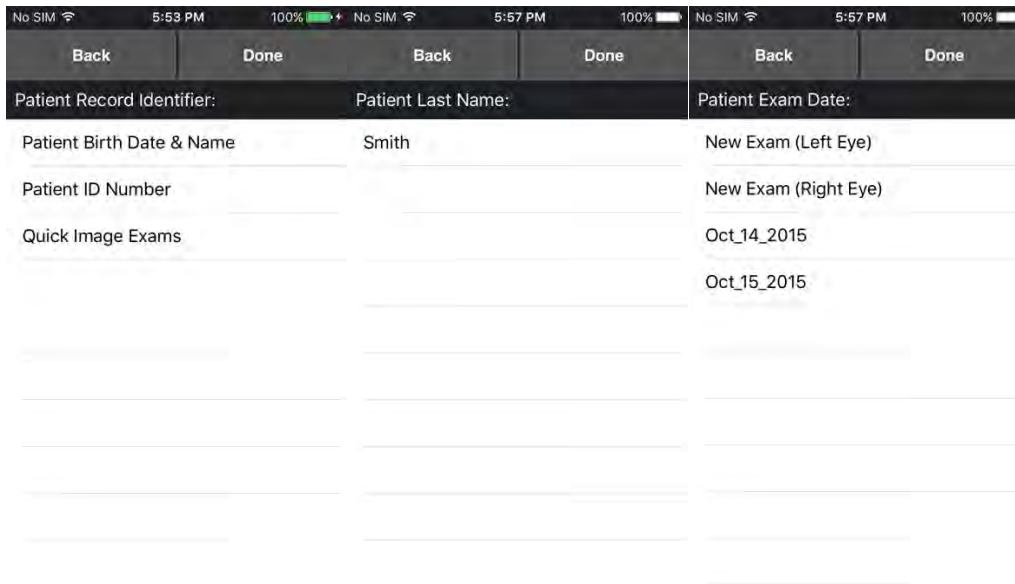 No SIM 5:53 PM 100%
Back Done
Patient Record Identifier:
Patient Birth Date & Name
Patient ID Number
Quick Image Exams
No SIM 5:57 PM 100%
Back Done
Patient Last Name:
Smith
No SIM 5:57 PM 100%
Back Done
Patient Exam Date:
New Exam (Left Eye)
New Exam (Right Eye)
Oct_14_2015
Oct_15_2015